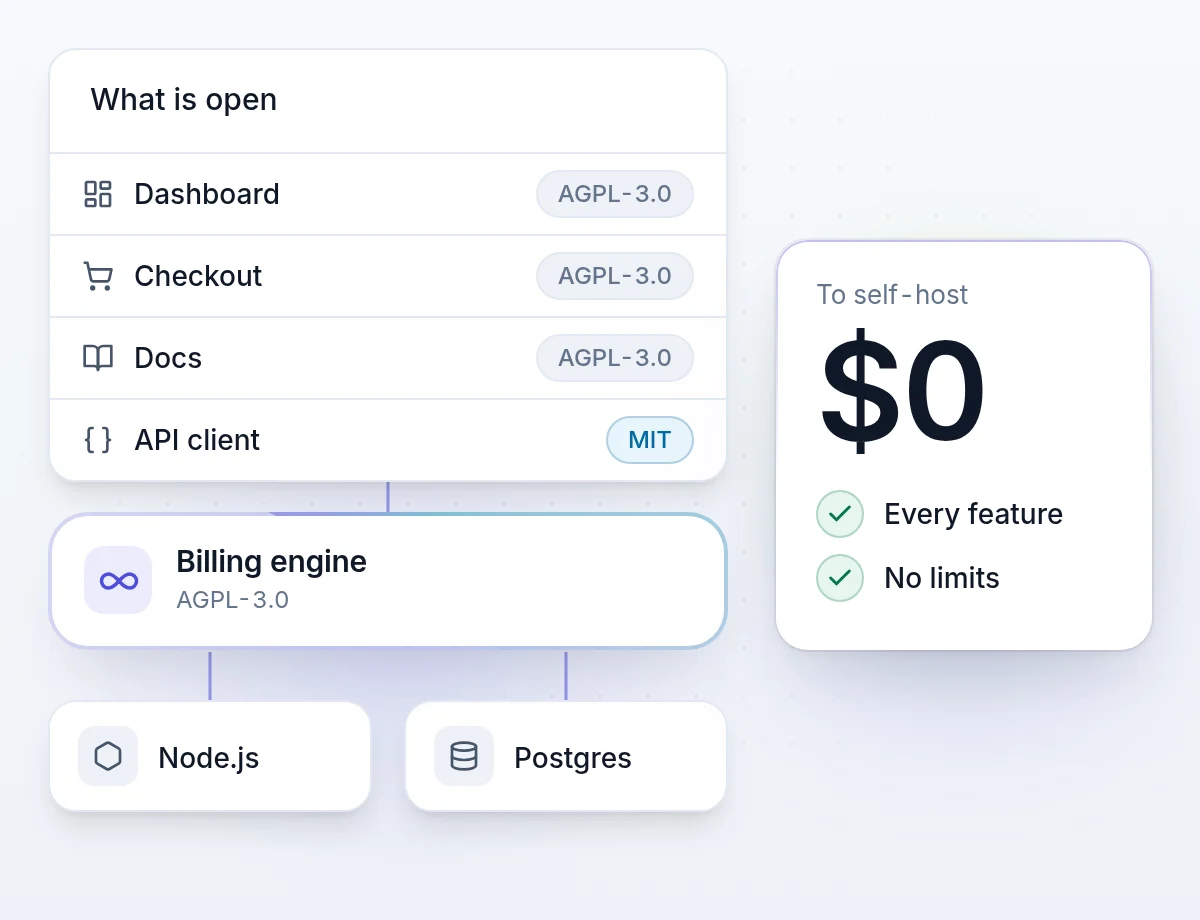 What is open
Dashboard AGPL-3.0
Checkout AGPL-3.0
Docs AGPL-3.0
API client MIT
Billing engine
AGPL-3.0
Node.js
Postgres
To self-host
$0
Every feature
No limits